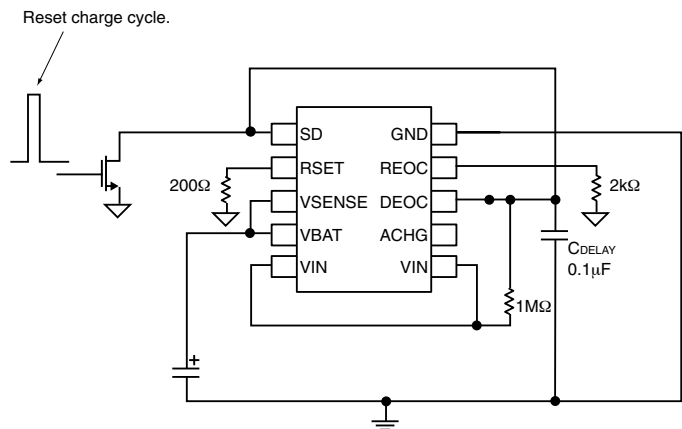 Reset charge cycle.
SD GND
200Ω RSET REOC 2kΩ
VSENSE DEOC
VBAT ACHG CDELAY
VIN VIN 0.1µF
1MΩ
+